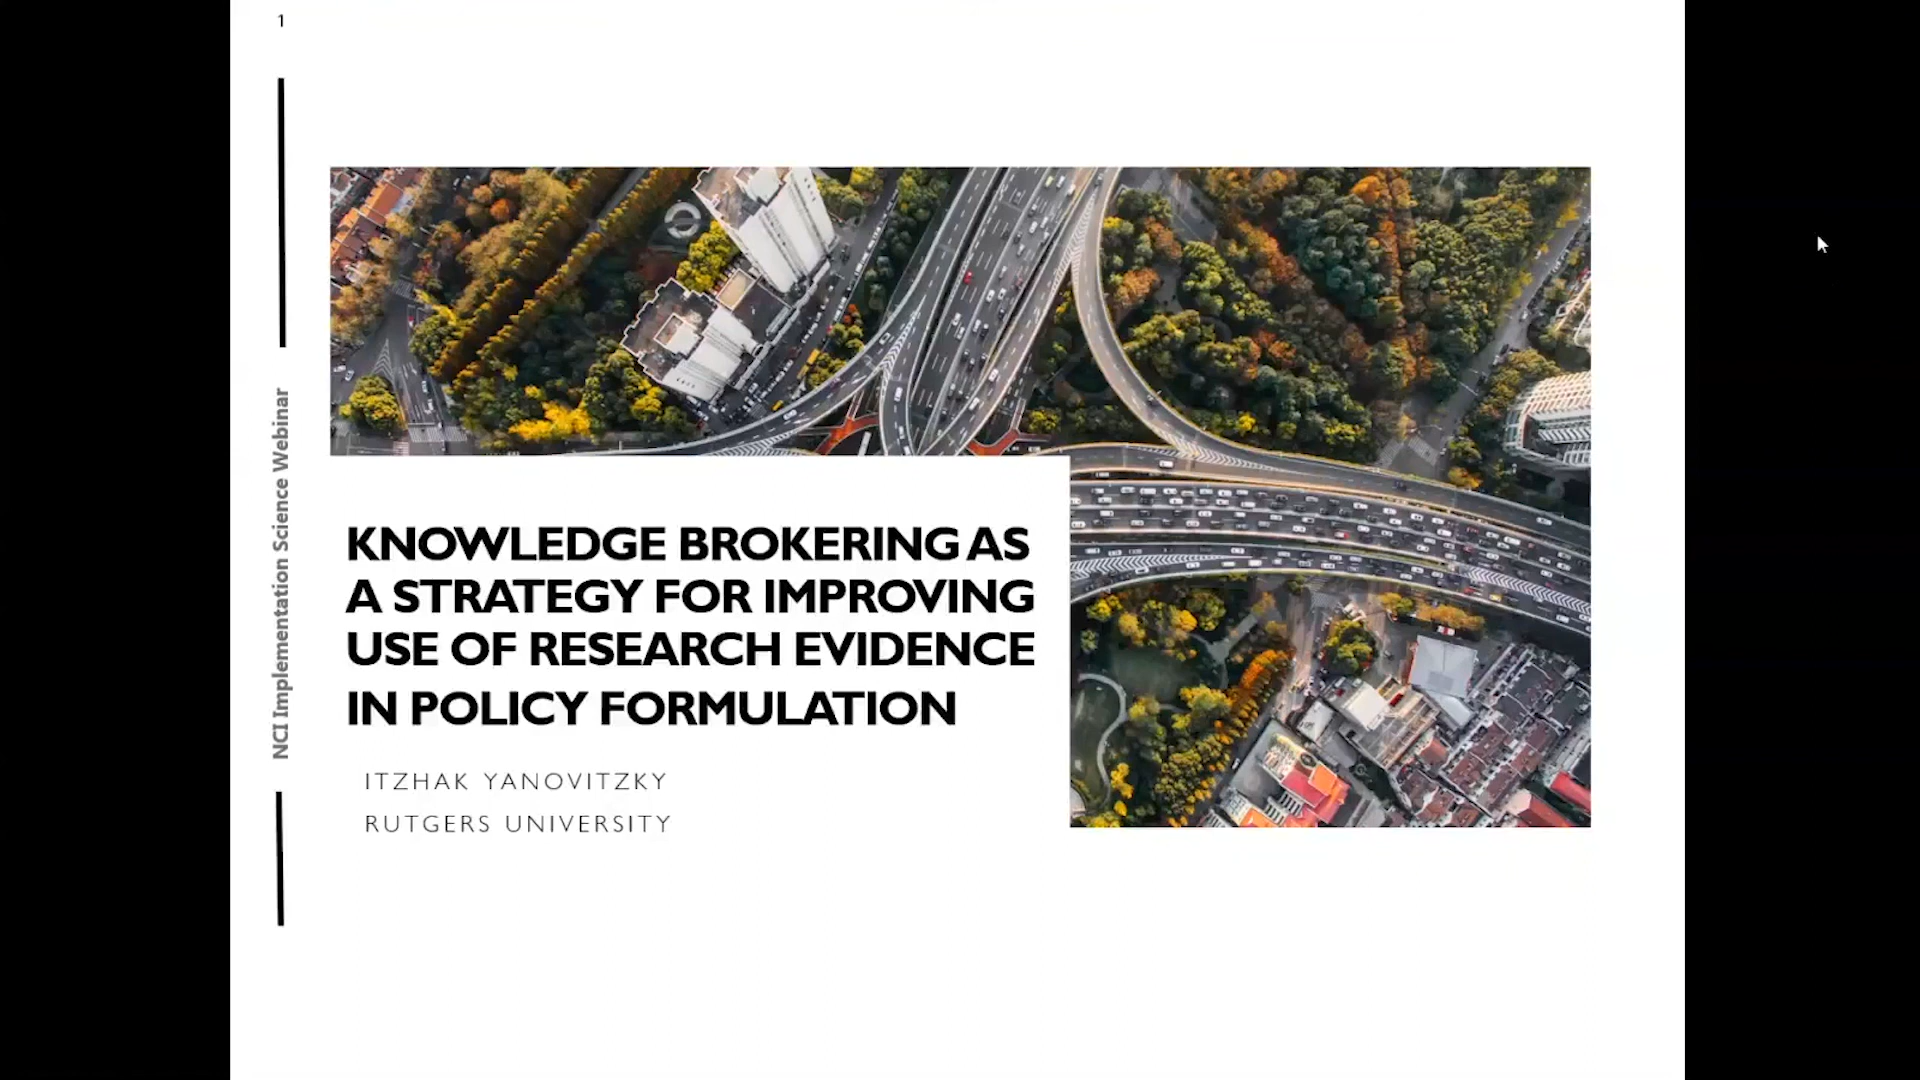 1
NCI Implementation Science Webinar
KNOWLEDGE BROKERING AS
A STRATEGY FOR IMPROVING
USE OF RESEARCH EVIDENCE
IN POLICY FORMULATION
ITZHAK YANOVITZKY
RUTGERS UNIVERSITY